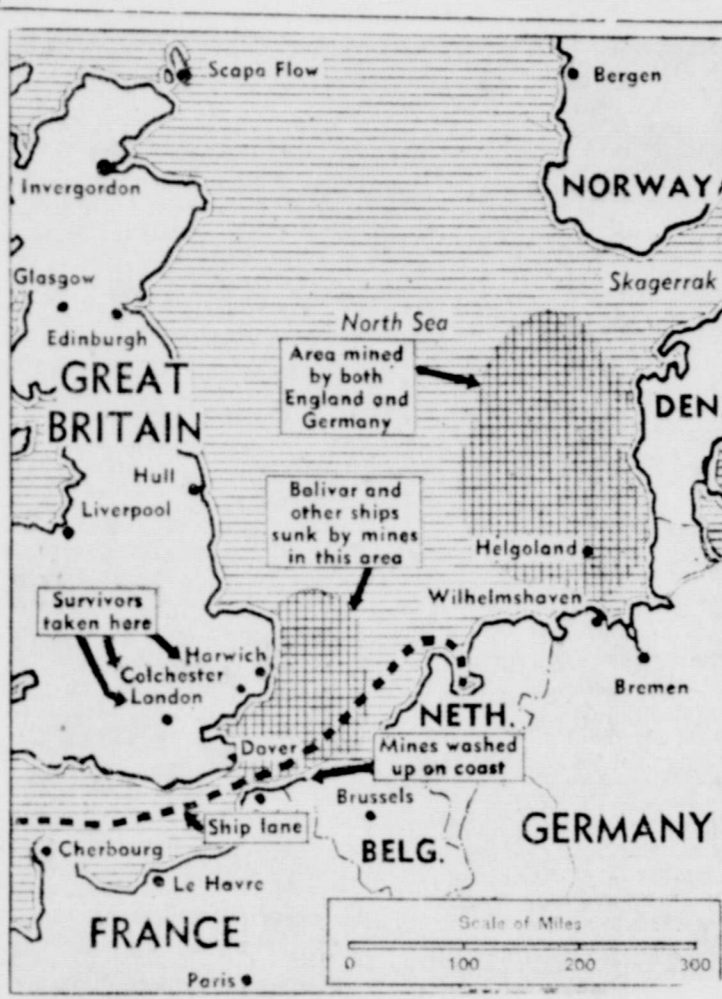 Scapa Flow
Bergen
Invergordon
NORWAY
Glasgow
Skagerrak
Edinburgh
North Sea
Area mined
by both
England and
Germany
GREAT
BRITAIN
DEN
Hull
Liverpool
Bolivar and
other ships
sunk by mines
in this area
Helgoland
Wilhelmshaven
Survivors
taken here
Harwich
Colchester
London
Bremen
NETH.
Dover
Mines washed
up on coast
Brussels
Ship lane
BELG.
GERMANY
Cherbourg
Le Havre
FRANCE
Scale of Miles
0 100 200 300
Paris